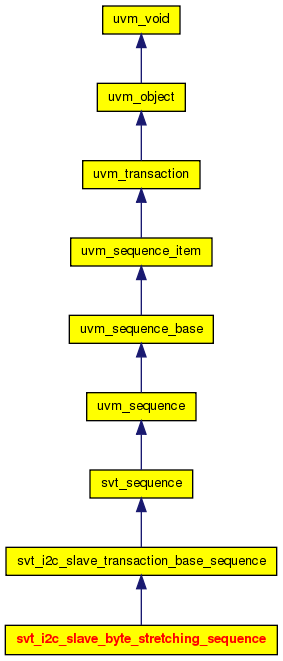 uvm_void
uvm_object
uvm_transaction
uvm_sequence_item
uvm_sequence_base
uvm_sequence
svt_sequence
svt_i2c_slave_transaction_base_sequence
svt_i2c_slave_byte_stretching_sequence